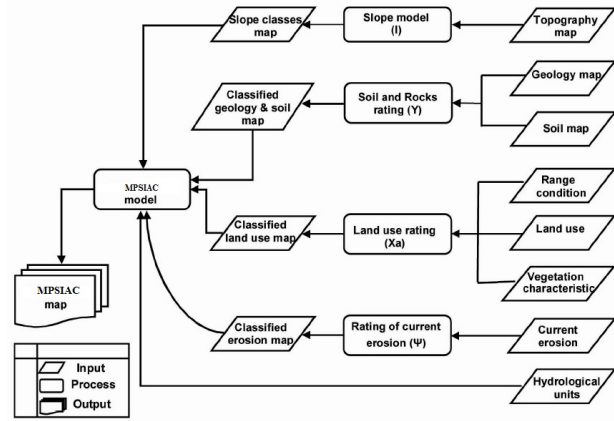 Slope classes
map
Slope model
(I)
Topography
map
Classified
geology & soil
map
Soil and Rocks
rating (Y)
Geology map
Soil map
MPSIAC
model
Range
condition
Classified
land use map
Land use rating
(Xa)
Land use
Vegetation
characteristic
MPSIAC
map
Classified
erosion map
Rating of current
erosion (Ψ)
Current
erosion
Hydrological
units
Input
Process
Output